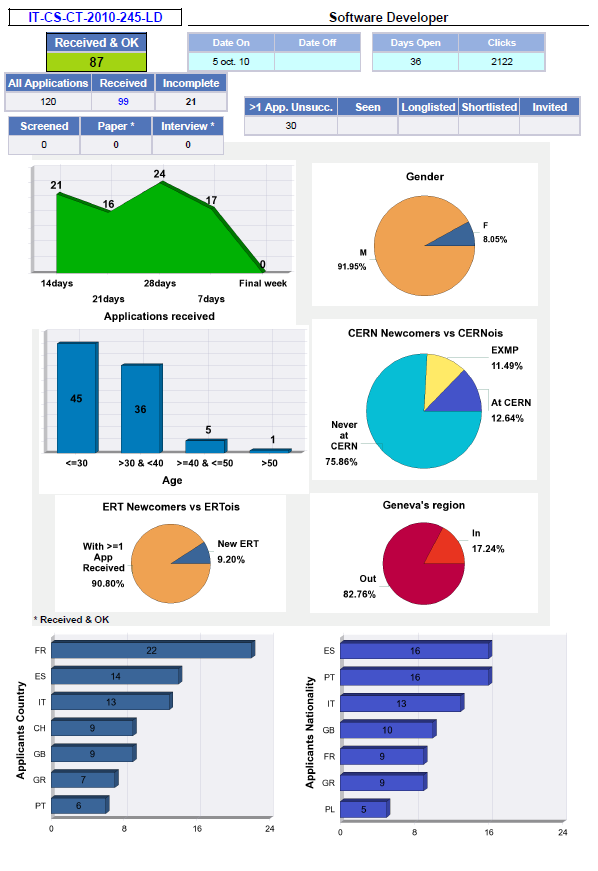 IT-CS-CT-2010-245-LD
Software Developer
Received & OK
87
Date On Date Off
5 oct. 10
Days Open Clicks
36 2122
All Applications Received Incomplete
120 99 21
>1 App. Unsucc. Seen Longlisted Shortlisted Invited
30
Screened Paper * Interview *
0 0 0
21
16
24
17
0
14days 28days Final week
21days 7days
Applications received
Gender
F
8.05%
M
91.95%
45
36
5
1
<=30 >30 & <40 >=40 & <=50 >50
Age
CERN Newcomers vs CERNois
EXMP
11.49%
At CERN
12.64%
Never
at
CERN
75.86%
ERT Newcomers vs ERTois
With >=1
App
Received
90.80%
New ERT
9.20%
Geneva's region
In
17.24%
Out
82.76%
* Received & OK
Applicants Country
FR 22
ES 14
IT 13
CH 9
GB 9
GR 7
PT 6
0 8 16 24
Applicants Nationality
ES 16
PT 16
IT 13
GB 10
FR 9
GR 9
PL 5
0 8 16 24